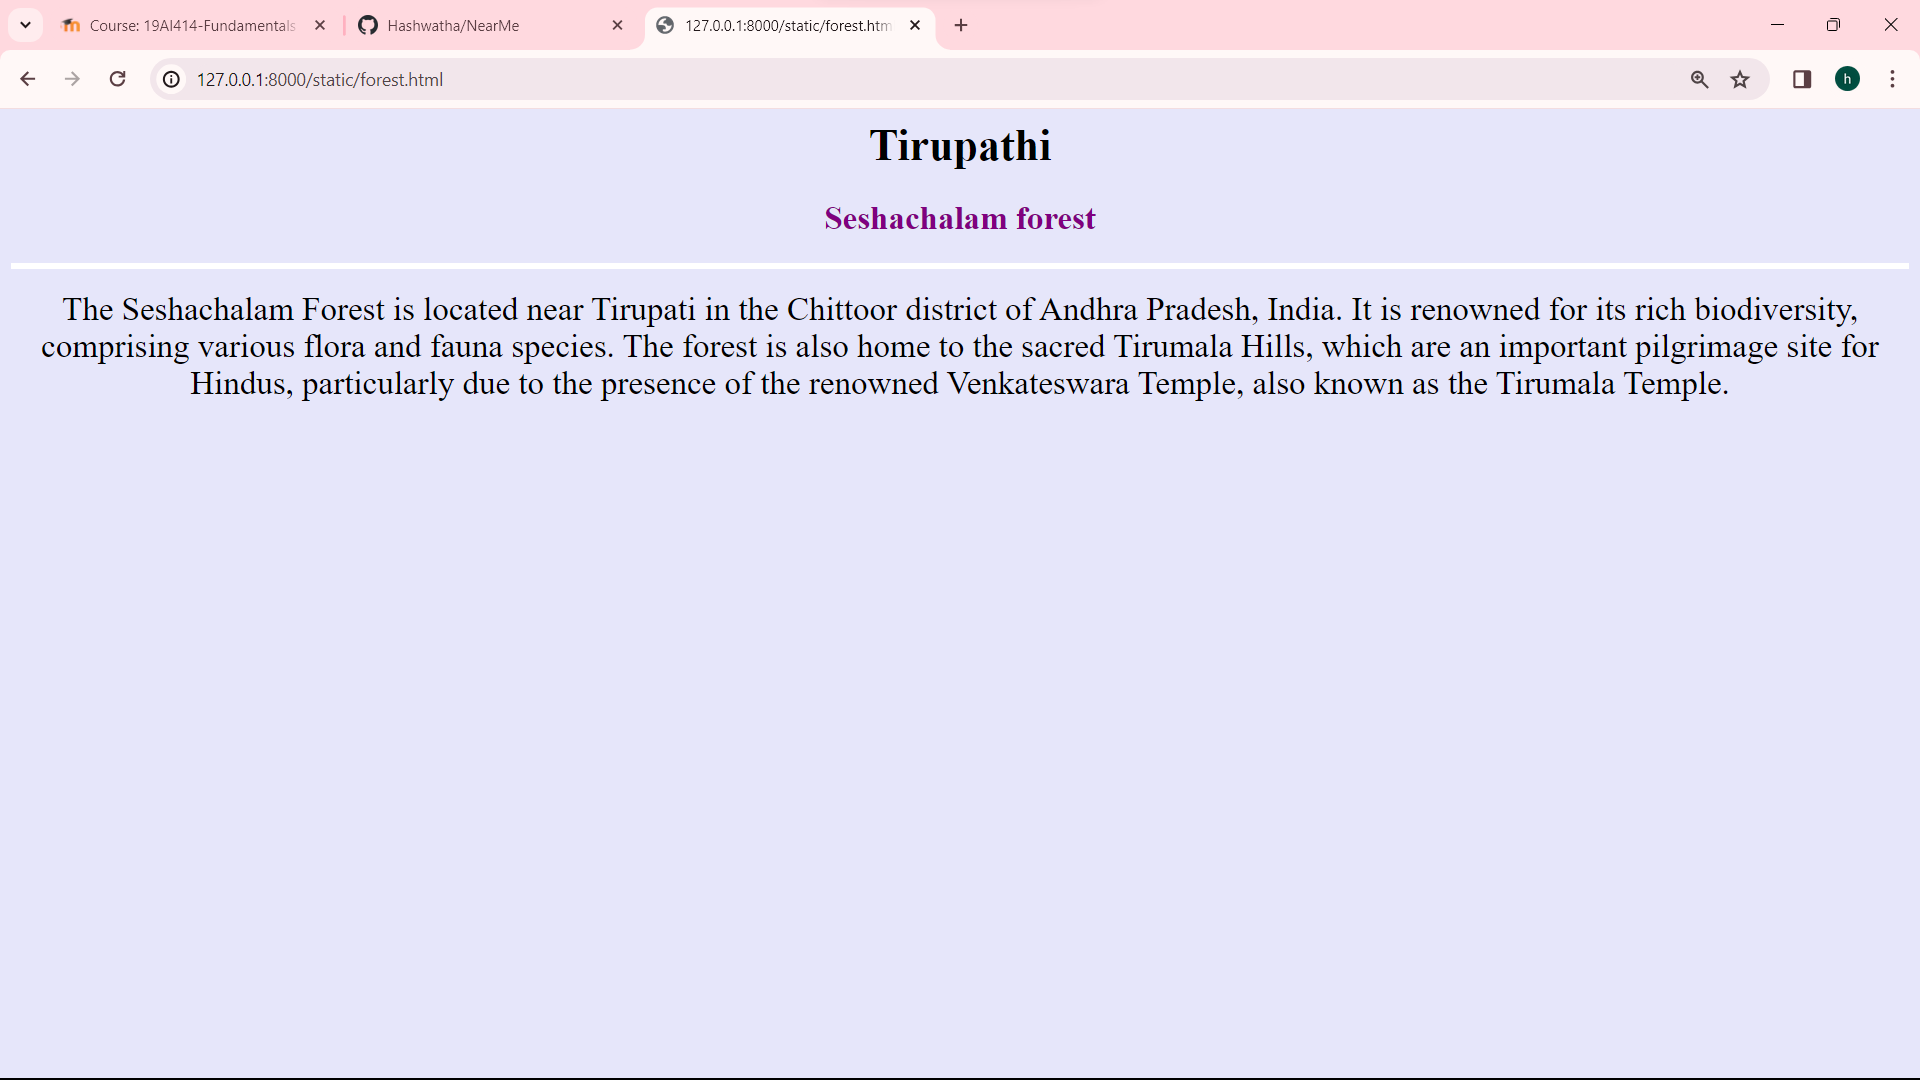 Course: 19AI414-Fundamentals
Hashwatha/NearMe
127.0.0.1:8000/static/forest.htm
127.0.0.1:8000/static/forest.html
h
Tirupathi
Seshachalam forest
The Seshachalam Forest is located near Tirupati in the Chittoor district of Andhra Pradesh, India. It is renowned for its rich biodiversity,
comprising various flora and fauna species. The forest is also home to the sacred Tirumala Hills, which are an important pilgrimage site for
Hindus, particularly due to the presence of the renowned Venkateswara Temple, also known as the Tirumala Temple.